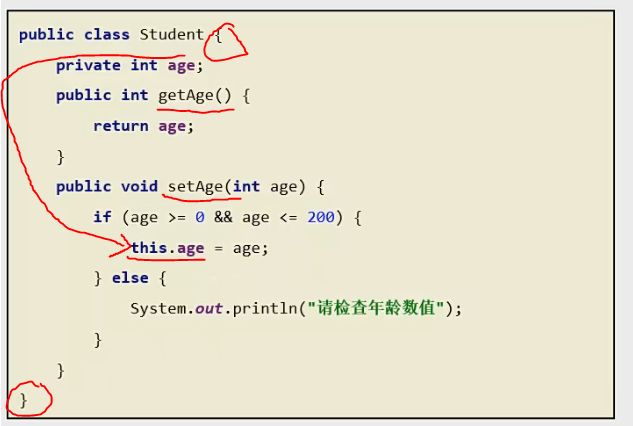 public class Student {
    private int age;
    public int getAge() {
        return age;
    }
    public void setAge(int age) {
        if (age >= 0 && age <= 200) {
            this.age = age;
        } else {
            System.out.println("请检查年龄数值");
        }
    }
}